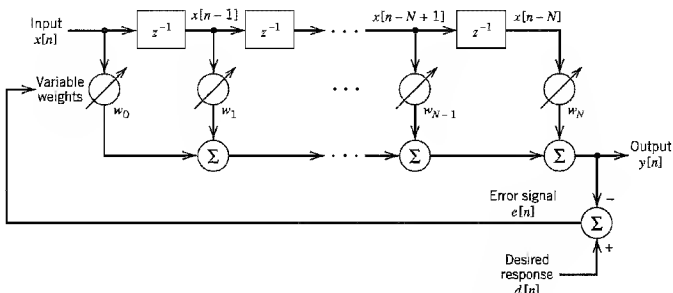 Input
x[n]
z⁻¹
x[n − 1]
z⁻¹
· · ·
x[n − N + 1]
z⁻¹
x[n − N]
Variable
weights
w₀
w₁
· · ·
w_{N−1}
w_N
Σ
· · ·
Σ
Σ
Output
y[n]
Error signal
e[n]
−
Σ
+
Desired
response
d[n]